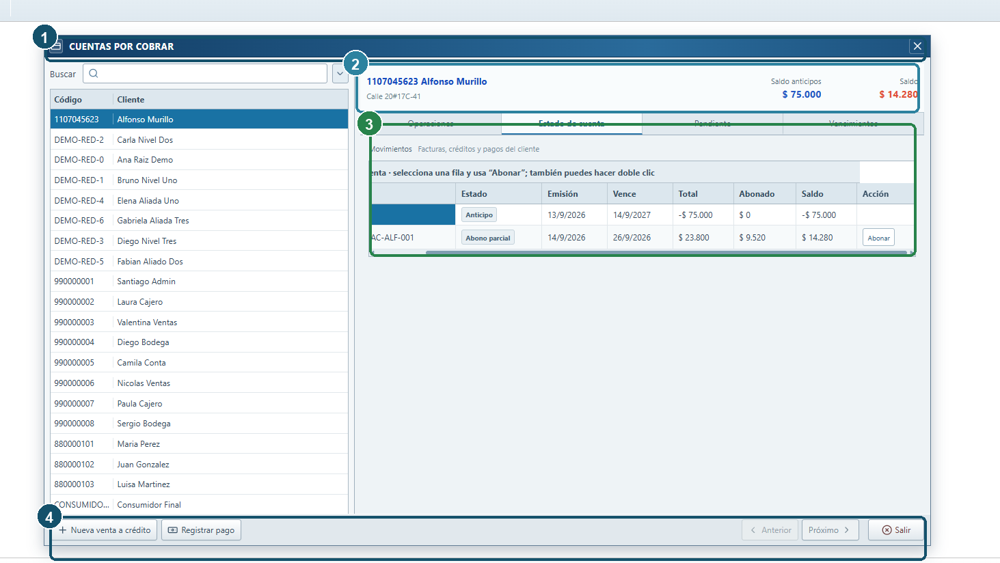 1
CUENTAS POR COBRAR
Buscar
Código Cliente
1107045623 Alfonso Murillo
DEMO-RED-2 Carla Nivel Dos
DEMO-RED-0 Ana Raiz Demo
DEMO-RED-1 Bruno Nivel Uno
DEMO-RED-4 Elena Aliada Uno
DEMO-RED-6 Gabriela Aliada Tres
DEMO-RED-3 Diego Nivel Tres
DEMO-RED-5 Fabian Aliado Dos
990000001 Santiago Admin
990000002 Laura Cajero
990000003 Valentina Ventas
990000004 Diego Bodega
990000005 Camila Conta
990000006 Nicolas Ventas
990000007 Paula Cajero
990000008 Sergio Bodega
880000101 Maria Perez
880000102 Juan Gonzalez
880000103 Luisa Martinez
CONSUMIDO... Consumidor Final
2
1107045623 Alfonso Murillo
Calle 20#17C-41
Saldo anticipos
$ 75.000
Saldo
$ 14.280
3
Operaciones Estado de cuenta Pendiente Vencimientos
Movimientos Facturas, créditos y pagos del cliente
enta · selecciona una fila y usa “Abonar”; también puedes hacer doble clic
Estado Emisión Vence Total Abonado Saldo Acción
Anticipo 13/9/2026 14/9/2027 -$ 75.000 $ 0 -$ 75.000
AC-ALF-001 Abono parcial 14/9/2026 26/9/2026 $ 23.800 $ 9.520 $ 14.280 Abonar
4
Nueva venta a crédito Registrar pago Anterior Próximo Salir